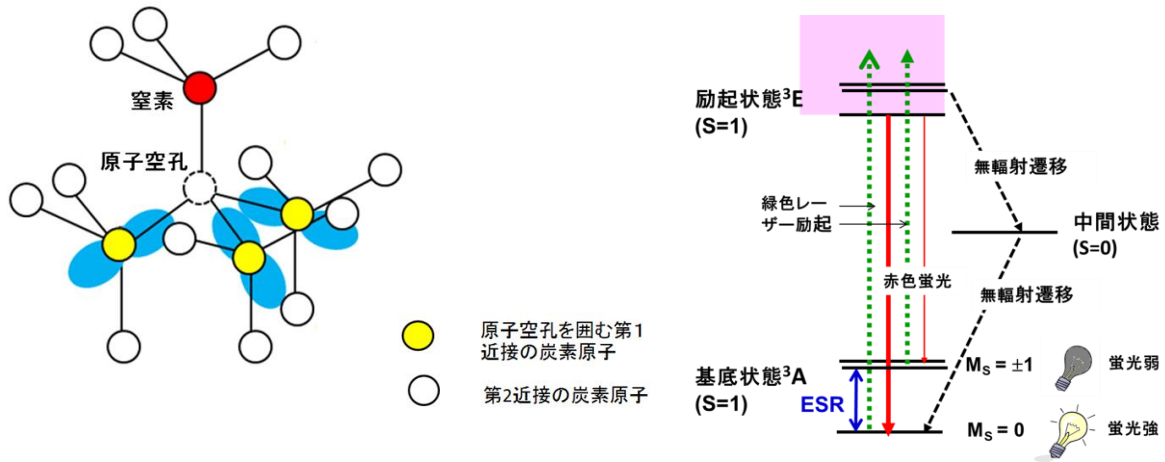 窒素
原子空孔
原子空孔を囲む第1
近接の炭素原子
第2近接の炭素原子
励起状態³E
(S=1)
無輻射遷移
緑色レー
ザー励起
中間状態
(S=0)
赤色蛍光
無輻射遷移
基底状態³A
(S=1)
ESR
M_S = ±1
蛍光弱
M_S = 0
蛍光強